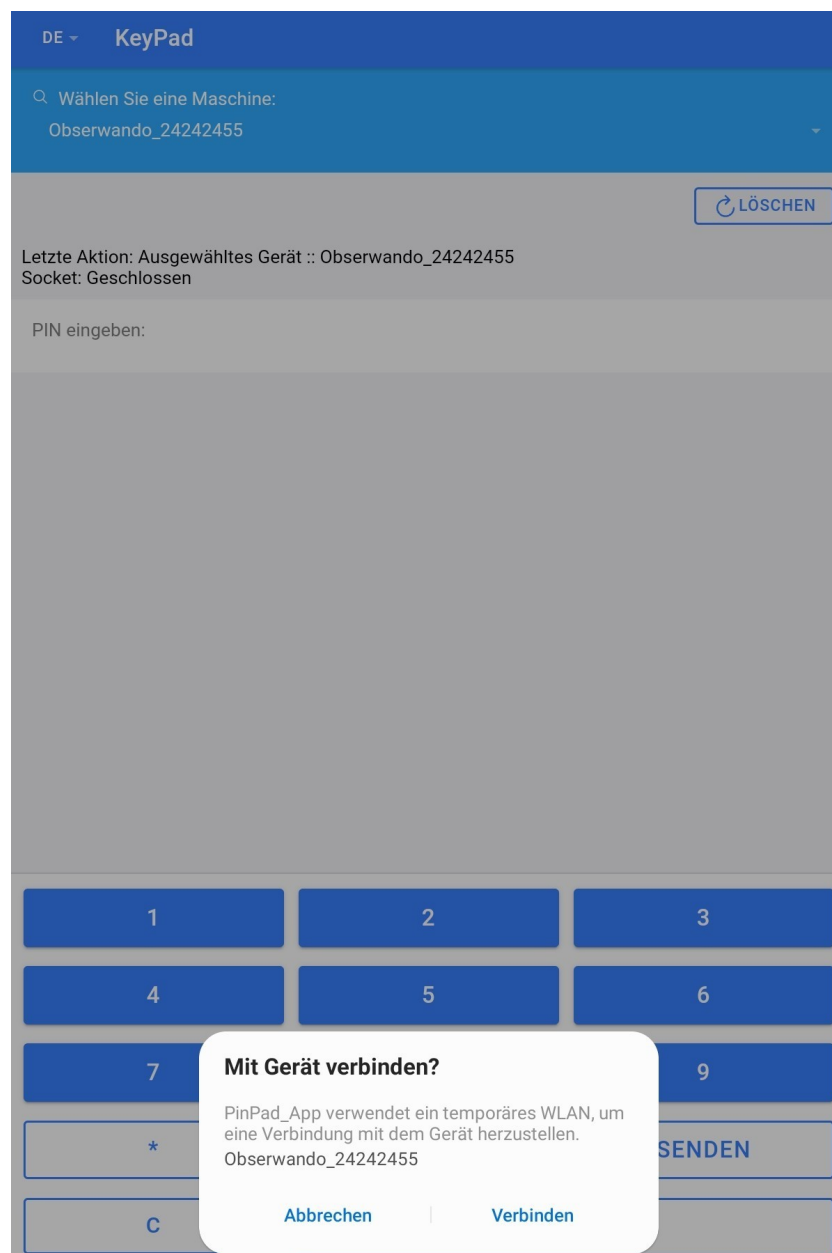 DE KeyPad
Wählen Sie eine Maschine:
Obserwando_24242455
LÖSCHEN
Letzte Aktion: Ausgewähltes Gerät :: Obserwando_24242455
Socket: Geschlossen
PIN eingeben:
1 2 3
4 5 6
7 9
* SENDEN
C
Mit Gerät verbinden?
PinPad_App verwendet ein temporäres WLAN, um
eine Verbindung mit dem Gerät herzustellen.
Obserwando_24242455
Abbrechen Verbinden